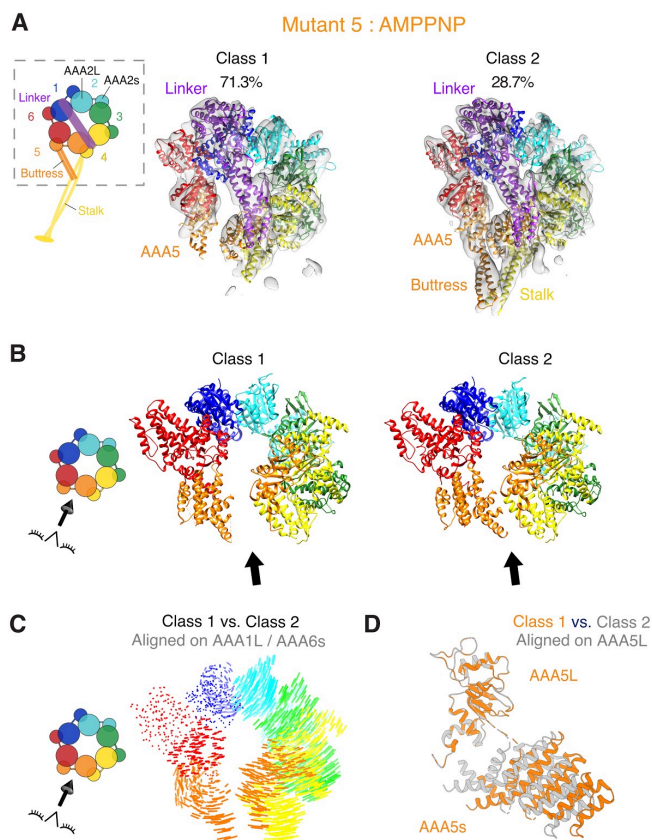 A
Mutant 5 : AMPPNP
Class 1
71.3%
Class 2
28.7%
AAA2L
AAA2s
Linker
1
2
3
4
5
6
Buttress
Stalk
Linker
AAA5
Linker
AAA5
Buttress
Stalk
B
Class 1
Class 2
C
Class 1 vs. Class 2
Aligned on AAA1L / AAA6s
D
Class 1 vs. Class 2
Aligned on AAA5L
AAA5L
AAA5s